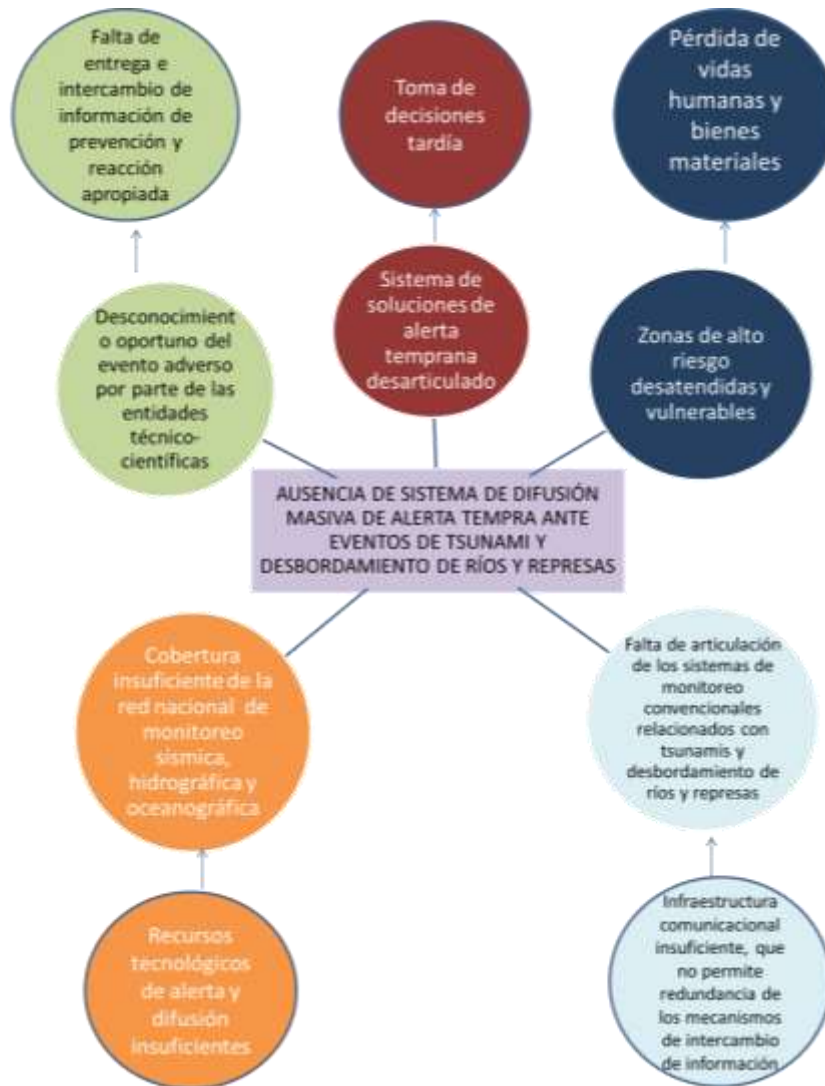 Falta de
entrega e
intercambio de
información de
prevención y
reacción
apropiada
Toma de
decisiones
tardía
Pérdida de
vidas
humanas y
bienes
materiales
Desconocimient
o oportuno del
evento adverso
por parte de las
entidades
técnico-
científicas
Sistema de
soluciones de
alerta
temprana
desarticulado
Zonas de alto
riesgo
desatendidas y
vulnerables
AUSENCIA DE SISTEMA DE DIFUSIÓN
MASIVA DE ALERTA TEMPRA ANTE
EVENTOS DE TSUNAMI Y
DESBORDAMIENTO DE RÍOS Y REPRESAS
Cobertura
insuficiente de la
red nacional de
monitoreo
sísmica,
hidrográfica y
oceanográfica
Falta de articulación
de los sistemas de
monitoreo
convencionales
relacionados con
tsunamis y
desbordamiento de
ríos y represas
Recursos
tecnológicos
de alerta y
difusión
insuficientes
Infraestructura
comunicacional
insuficiente, que
no permite
redundancia de
los mecanismos
de intercambio
de información